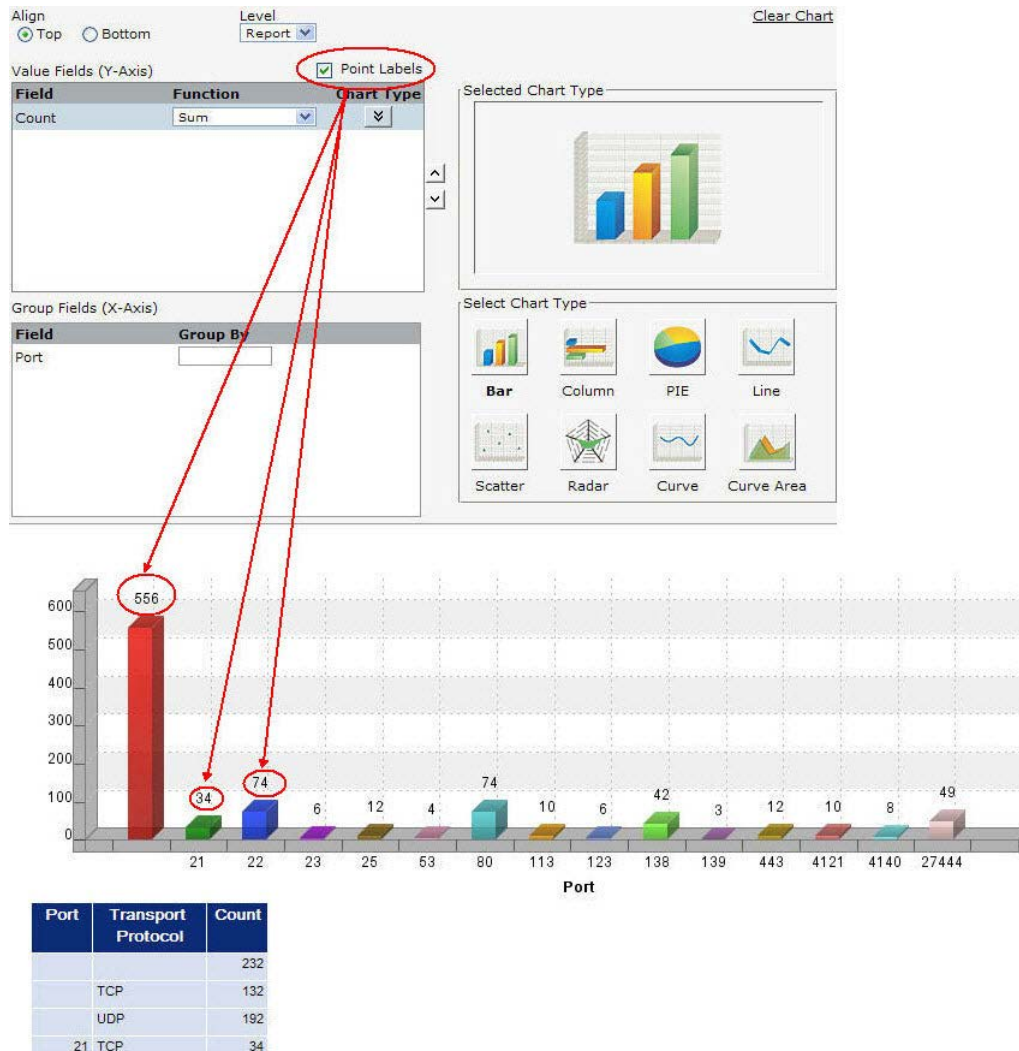 Align Level Clear Chart
Top Bottom Report
Value Fields (Y-Axis) Point Labels
Field Function Chart Type
Count Sum
Selected Chart Type
Group Fields (X-Axis)
Field Group By
Port
Select Chart Type
Bar Column PIE Line
Scatter Radar Curve Curve Area
600
500
400
300
200
100
0
556 34 74 6 12 4 74 10 6 42 3 12 10 8 49
21 22 23 25 53 80 113 123 138 139 443 4121 4140 27444
Port
Port Transport Protocol Count
232
TCP 132
UDP 192
21 TCP 34